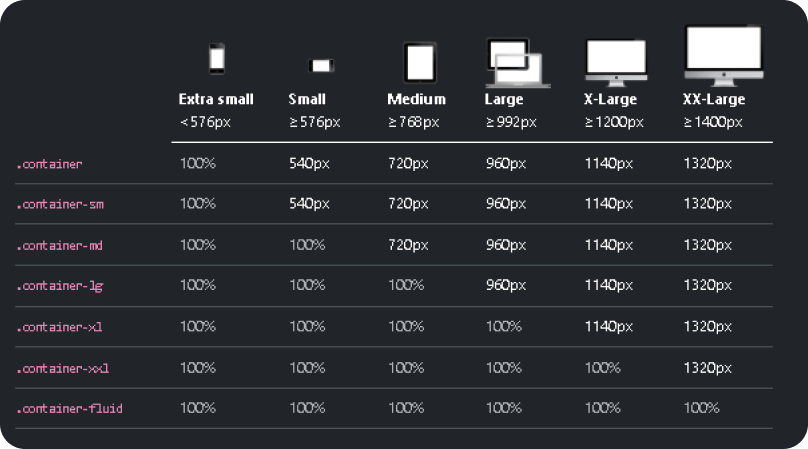 Extra small Small Medium Large X-Large XX-Large
<576px ≥576px ≥768px ≥992px ≥1200px ≥1400px
.container 100% 540px 720px 960px 1140px 1320px
.container-sm 100% 540px 720px 960px 1140px 1320px
.container-md 100% 100% 720px 960px 1140px 1320px
.container-lg 100% 100% 100% 960px 1140px 1320px
.container-xl 100% 100% 100% 100% 1140px 1320px
.container-xxl 100% 100% 100% 100% 100% 1320px
.container-fluid 100% 100% 100% 100% 100% 100%